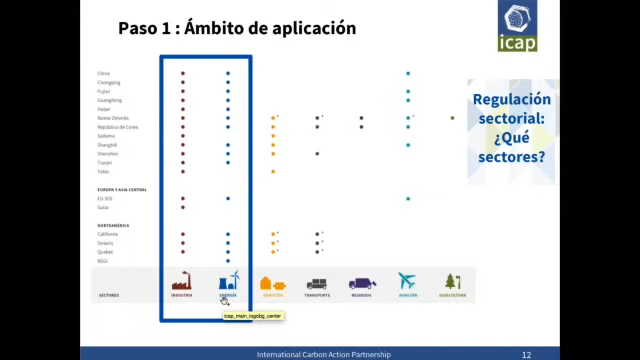 Paso 1 : Ámbito de aplicación
icap
China
Chongqing
Fujian
Guangdong
Hubei
Nueva Zelanda
República de Corea
Saitama
Shanghái
Shenzhen
Tianjin
Tokio
EUROPA Y ASIA CENTRAL
EU SCE
Suiza
NORTEAMÉRICA
California
Ontario
Quebec
RGGI
SECTORES
INDUSTRIA
ENERGÍA
EDIFICIOS
TRANSPORTE
RESIDUOS
AVIACIÓN
SILVICULTURA
icap_main_logobg_center
Regulación
sectorial:
¿Qué
sectores?
International Carbon Action Partnership
12